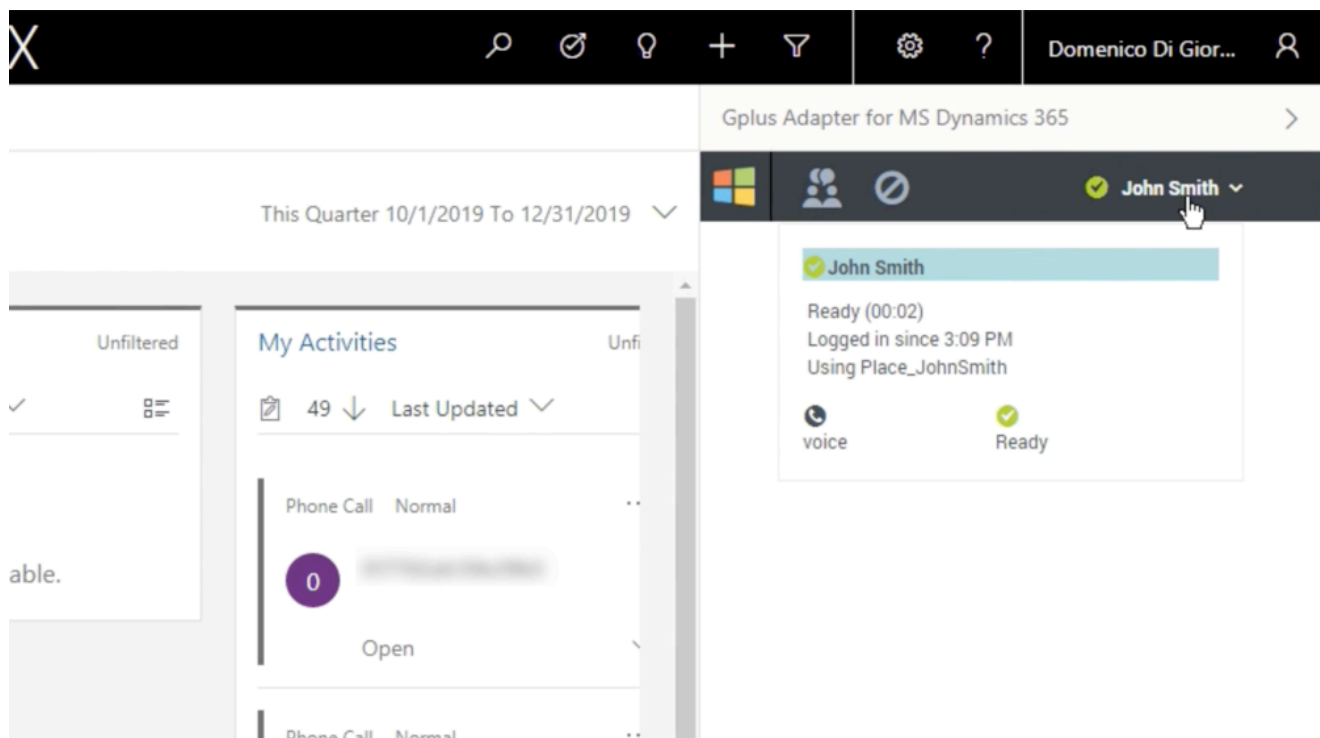 X
Domenico Di Gior...
Gplus Adapter for MS Dynamics 365
John Smith
This Quarter 10/1/2019 To 12/31/2019
John Smith
Ready (00:02)
Logged in since 3:09 PM
Using Place_JohnSmith
voice
Ready
Unfiltered
able.
My Activities
Unfi
49
Last Updated
Phone Call Normal
0
Open
Phone Call Normal